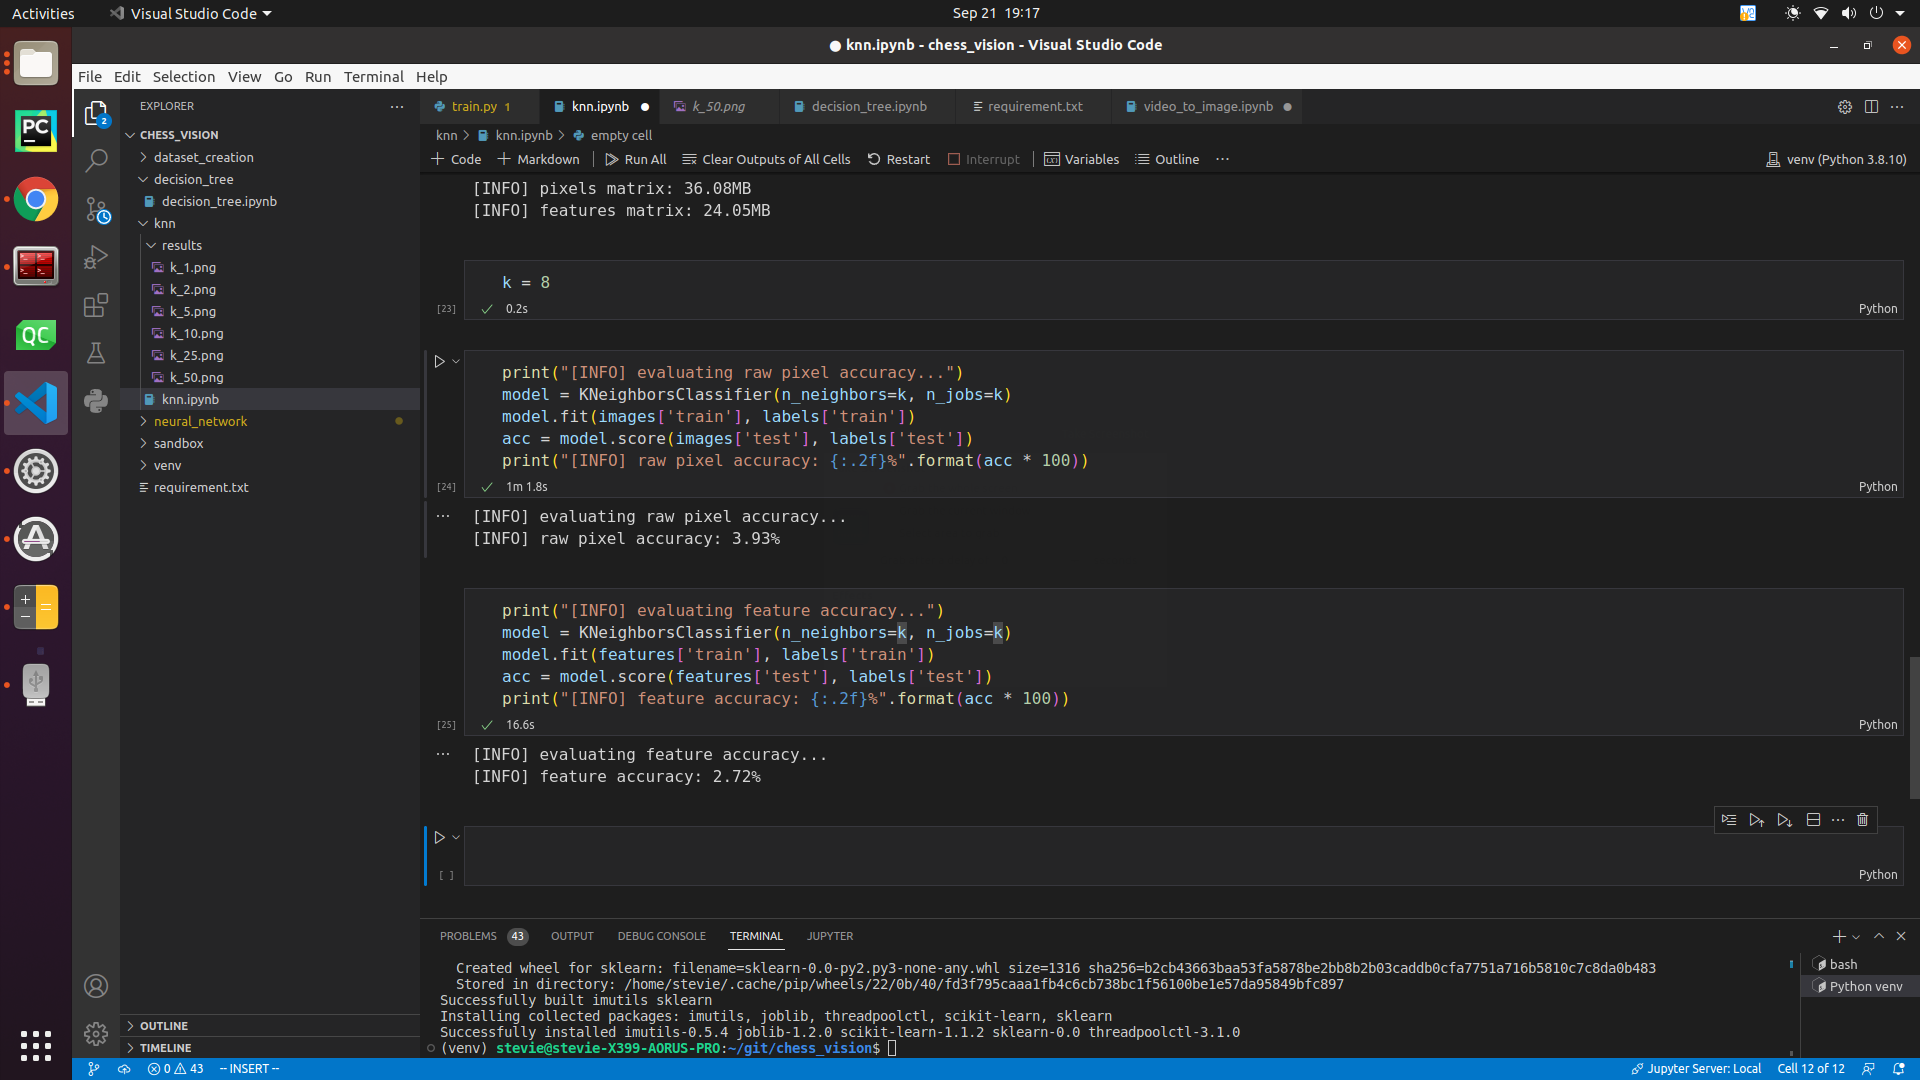 Activities
Visual Studio Code
Sep 21 19:17
● knn.ipynb - chess_vision - Visual Studio Code
File Edit Selection View Go Run Terminal Help
EXPLORER
CHESS_VISION
dataset_creation
decision_tree
decision_tree.ipynb
knn
results
k_1.png
k_2.png
k_5.png
k_10.png
k_25.png
k_50.png
knn.ipynb
neural_network
sandbox
venv
requirement.txt
OUTLINE
TIMELINE
2
PC
QC
train.py 1
knn.ipynb
k_50.png
decision_tree.ipynb
requirement.txt
video_to_image.ipynb
knn > knn.ipynb > empty cell
Code
Markdown
Run All
Clear Outputs of All Cells
Restart
Interrupt
Variables
Outline
venv (Python 3.8.10)
[INFO] pixels matrix: 36.08MB
[INFO] features matrix: 24.05MB
k = 8
[23] 0.2s Python
print("[INFO] evaluating raw pixel accuracy...")
model = KNeighborsClassifier(n_neighbors=k, n_jobs=k)
model.fit(images['train'], labels['train'])
acc = model.score(images['test'], labels['test'])
print("[INFO] raw pixel accuracy: {:.2f}%".format(acc * 100))
[24] 1m 1.8s Python
[INFO] evaluating raw pixel accuracy...
[INFO] raw pixel accuracy: 3.93%
print("[INFO] evaluating feature accuracy...")
model = KNeighborsClassifier(n_neighbors=k, n_jobs=k)
model.fit(features['train'], labels['train'])
acc = model.score(features['test'], labels['test'])
print("[INFO] feature accuracy: {:.2f}%".format(acc * 100))
[25] 16.6s Python
[INFO] evaluating feature accuracy...
[INFO] feature accuracy: 2.72%
[ ] Python
PROBLEMS 43 OUTPUT DEBUG CONSOLE TERMINAL JUPYTER
Created wheel for sklearn: filename=sklearn-0.0-py2.py3-none-any.whl size=1316 sha256=b2cb43663baa53fa5878be2bb8b2b03caddb0cfa7751a716b5810c7c8da0b483
Stored in directory: /home/stevie/.cache/pip/wheels/22/0b/40/fd3f795caaa1fb4c6cb738bc1f56100be1e57da95849bfc897
Successfully built imutils sklearn
Installing collected packages: imutils, joblib, threadpoolctl, scikit-learn, sklearn
Successfully installed imutils-0.5.4 joblib-1.2.0 scikit-learn-1.1.2 sklearn-0.0 threadpoolctl-3.1.0
(venv) stevie@stevie-X399-AORUS-PRO:~/git/chess_vision$
bash
Python venv
0 43 -- INSERT --
Jupyter Server: Local
Cell 12 of 12